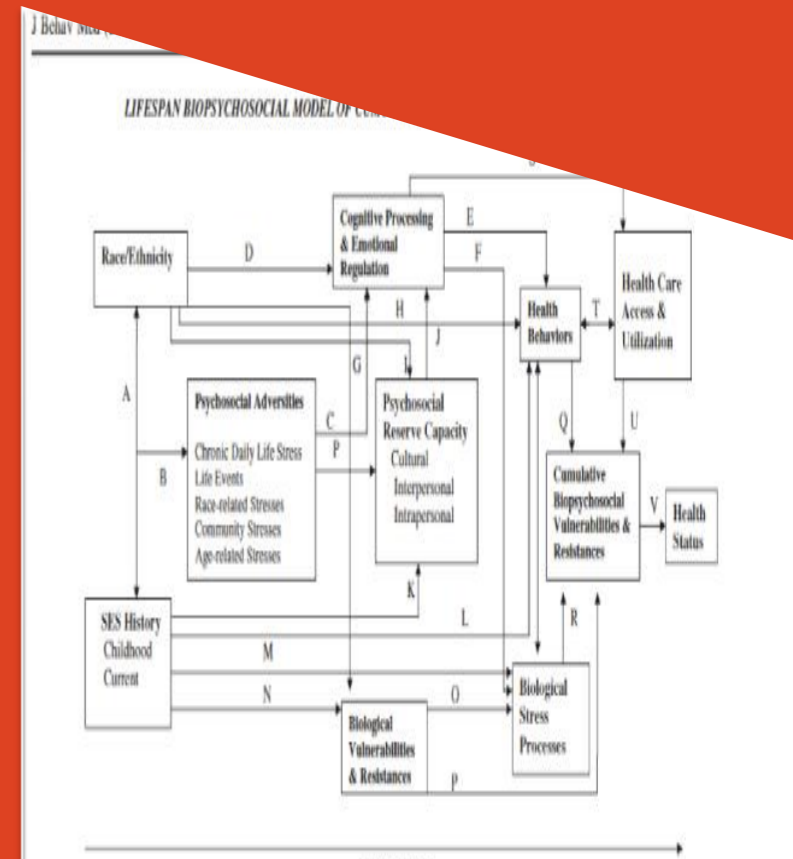 J Behav
LIFESPAN BIOPSYCHOSOCIAL MODEL OF
Cognitive Processing
& Emotional
Regulation
E
F
Race/Ethnicity
D
Health Care
Access &
Utilization
Health
Behaviors
T
H
J
G
I
A
Psychosocial Adversities
Chronic Daily Life Stress
Life Events
Race-related Stresses
Community Stresses
Age-related Stresses
C
P
B
Psychosocial
Reserve Capacity
Cultural
Interpersonal
Intrapersonal
Q
U
Cumulative
Biopsychosocial
Vulnerabilities &
Resistances
V
Health
Status
K
L
R
SES History
Childhood
Current
M
N
O
Biological
Stress
Processes
Biological
Vulnerabilities
& Resistances
P